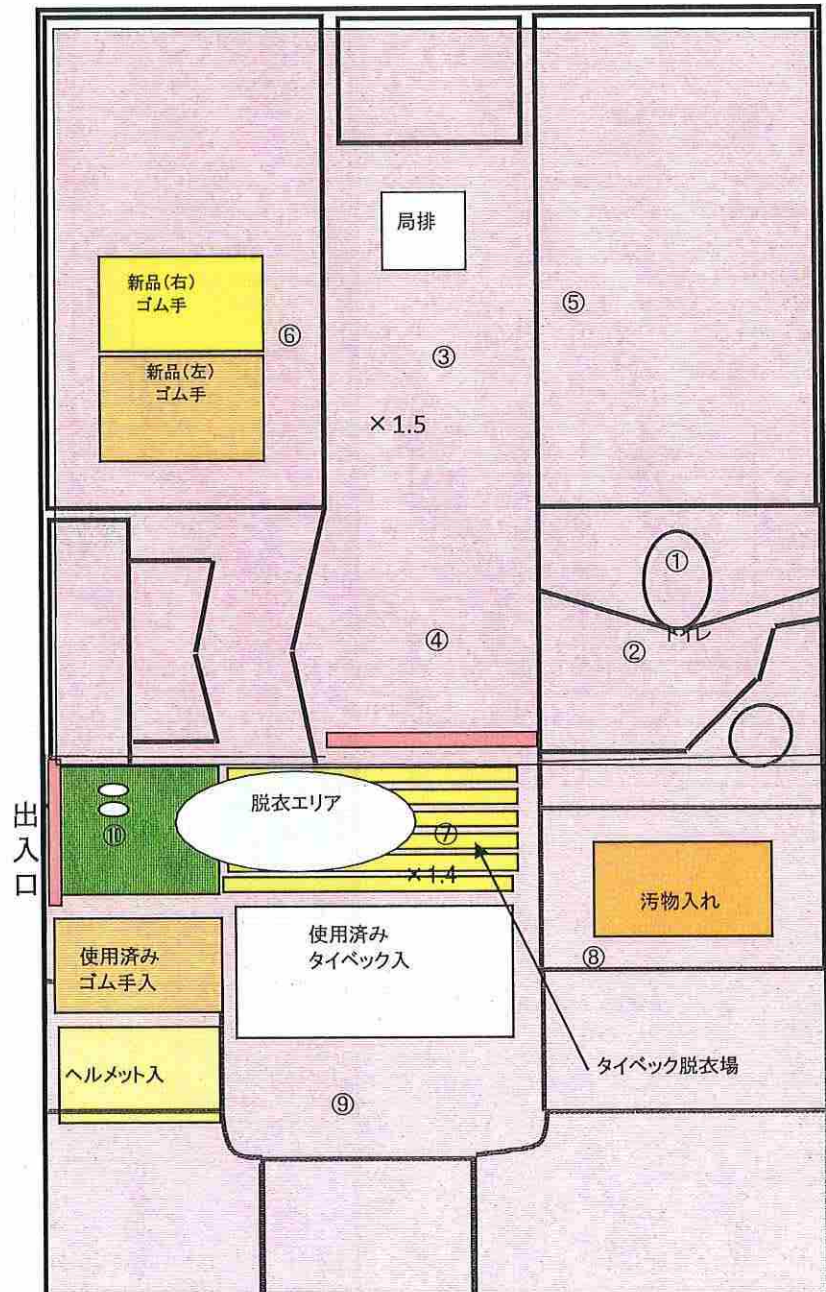 局排
新品(右)
ゴム手
⑥
新品(左)
ゴム手
③
⑤
×1.5
①
トイレ
②
④
出入口
⑩
脱衣エリア
⑦
×1.4
汚物入れ
使用済み
ゴム手入
使用済み
タイベック入
⑧
ヘルメット入
タイベック脱衣場
⑨